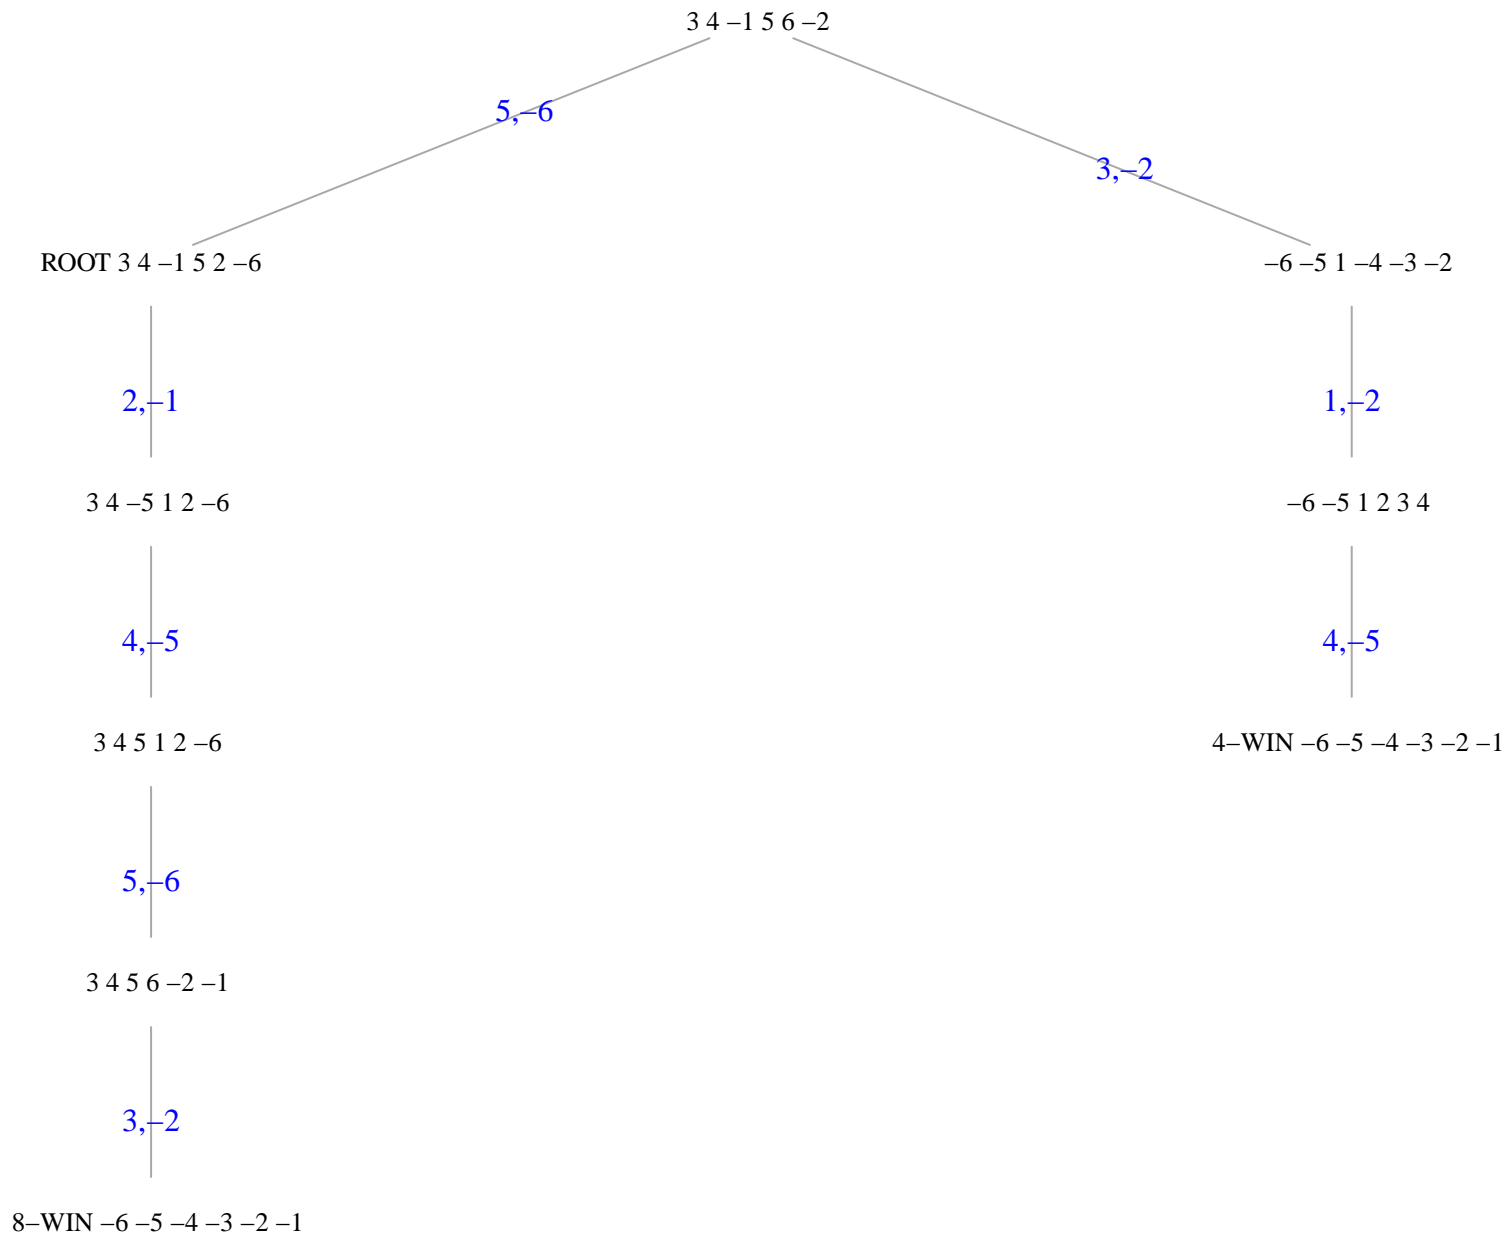 3 4 –1 5 6 –2
5,–6
3,–2
ROOT 3 4 –1 5 2 –6
–6 –5 1 –4 –3 –2
2,–1
1,–2
3 4 –5 1 2 –6
–6 –5 1 2 3 4
4,–5
4,–5
3 4 5 1 2 –6
4–WIN –6 –5 –4 –3 –2 –1
5,–6
3 4 5 6 –2 –1
3,–2
8–WIN –6 –5 –4 –3 –2 –1